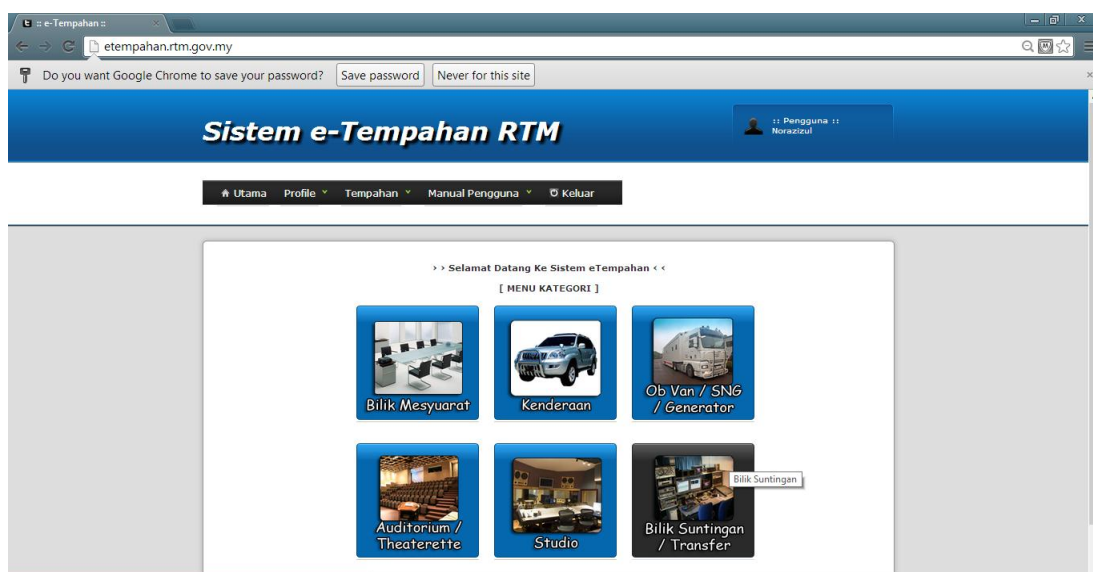 :: e-Tempahan ::
etempahan.rtm.gov.my
Do you want Google Chrome to save your password? Save password Never for this site
Sistem e-Tempahan RTM
:: Pengguna ::
Norazizul
Utama Profile Tempahan Manual Pengguna Keluar
› › Selamat Datang Ke Sistem eTempahan ‹ ‹
[ MENU KATEGORI ]
Bilik Mesyuarat
Kenderaan
Ob Van / SNG
/ Generator
Auditorium /
Theaterette
Studio
Bilik Suntingan
/ Transfer
Bilik Suntingan